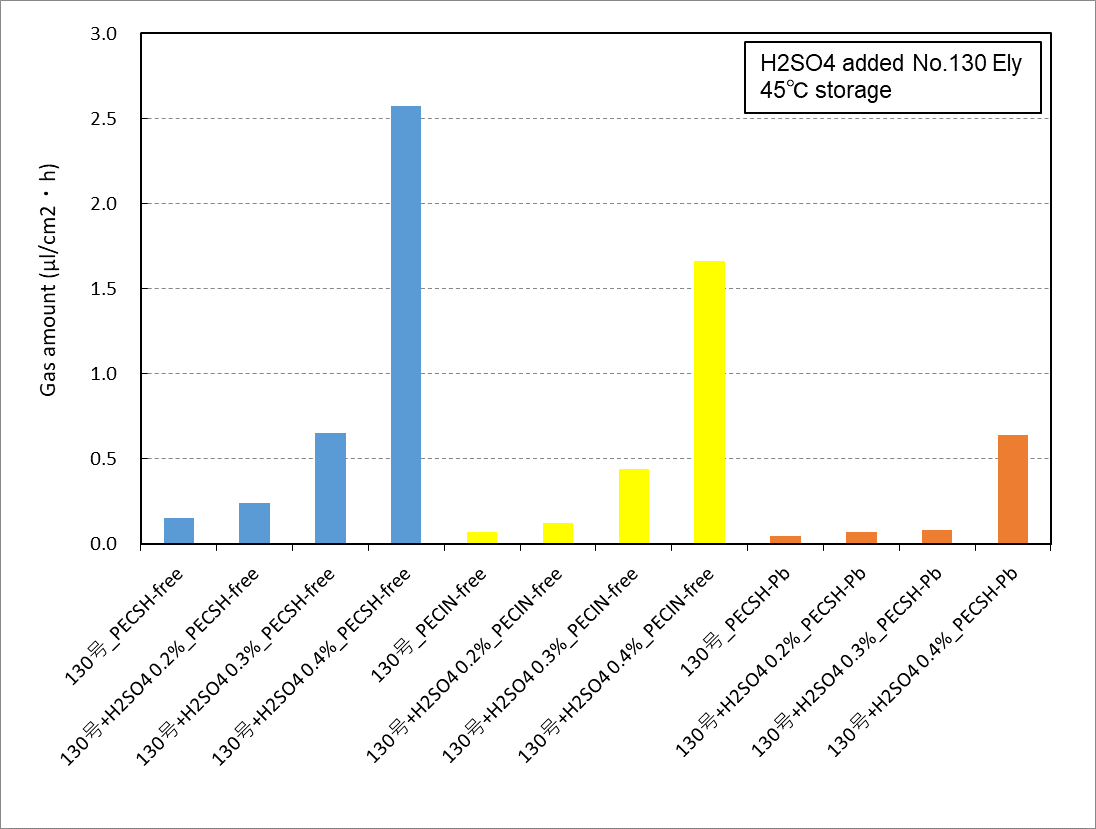 H2SO4 added No.130 Ely
45℃ storage
Gas amount (μl/cm2・h)
3.0
2.5
2.0
1.5
1.0
0.5
0.0
130号_PECSH-free
130号+H2SO4 0.2%_PECSH-free
130号+H2SO4 0.3%_PECSH-free
130号+H2SO4 0.4%_PECSH-free
130号_PECIN-free
130号+H2SO4 0.2%_PECIN-free
130号+H2SO4 0.3%_PECIN-free
130号+H2SO4 0.4%_PECIN-free
130号_PECSH-Pb
130号+H2SO4 0.2%_PECSH-Pb
130号+H2SO4 0.3%_PECSH-Pb
130号+H2SO4 0.4%_PECSH-Pb